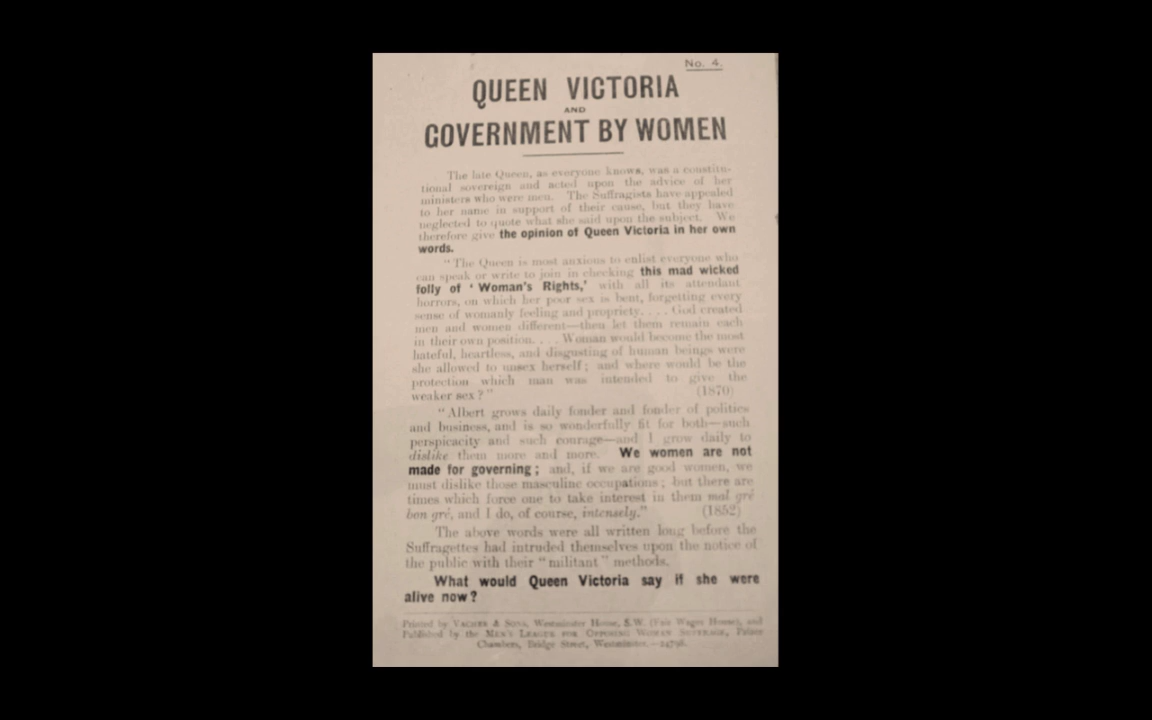 No. 4.
QUEEN VICTORIA
AND
GOVERNMENT BY WOMEN
The late Queen, as everyone knows, was a constitu-
tional sovereign and acted upon the advice of her
ministers who were men. The Suffragists have appealed
to her name in support of their cause, but they have
neglected to quote what she said upon the subject. We
therefore give the opinion of Queen Victoria in her own
words.
"The Queen is most anxious to enlist everyone who
can speak or write to join in checking this mad wicked
folly of 'Woman's Rights,' with all its attendant
horrors, on which her poor sex is bent, forgetting every
sense of womanly feeling and propriety. . . . God created
men and women different—then let them remain each
in their own position. . . . Woman would become the most
hateful, heartless, and disgusting of human beings were
she allowed to unsex herself; and where would be the
protection which man was intended to give the
weaker sex?" (1870)
"Albert grows daily fonder and fonder of politics
and business, and is so wonderfully fit for both—such
perspicacity and such courage—and I grow daily to
dislike them more and more. We women are not
made for governing; and, if we are good women, we
must dislike those masculine occupations; but there are
times which force one to take interest in them mal gré
bon gré, and I do, of course, intensely." (1852)
The above words were all written long before the
Suffragettes had intruded themselves upon the notice of
the public with their "militant" methods.
What would Queen Victoria say if she were
alive now?
Printed by VACHER & SONS, Westminster House, S.W. (Fair Wages House), and
Published by the MEN'S LEAGUE FOR OPPOSING WOMAN SUFFRAGE, Palace
Chambers, Bridge Street, Westminster.